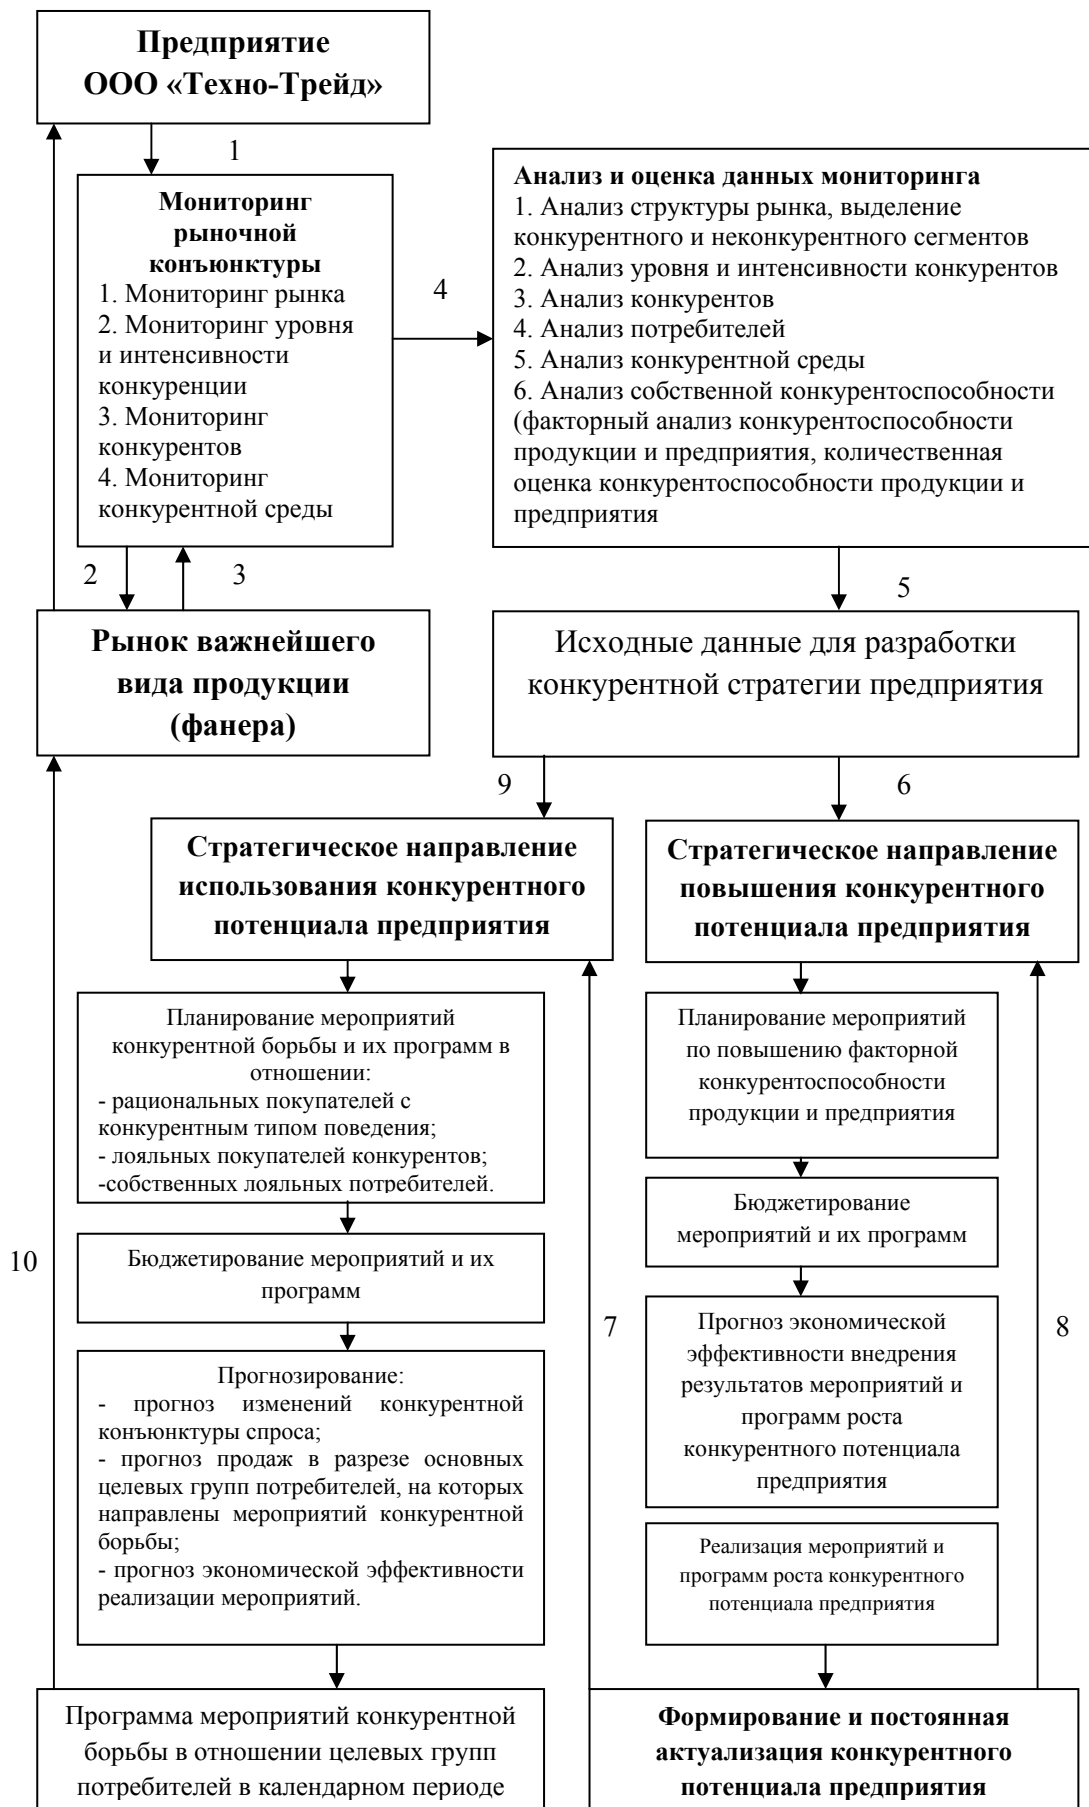 Предприятие
ООО «Техно-Трейд»
1
Мониторинг
рыночной
конъюнктуры
1. Мониторинг рынка
2. Мониторинг уровня
и интенсивности
конкуренции
3. Мониторинг
конкурентов
4. Мониторинг
конкурентной среды
4
Анализ и оценка данных мониторинга
1. Анализ структуры рынка, выделение
конкурентного и неконкурентного сегментов
2. Анализ уровня и интенсивности конкурентов
3. Анализ конкурентов
4. Анализ потребителей
5. Анализ конкурентной среды
6. Анализ собственной конкурентоспособности
(факторный анализ конкурентоспособности
продукции и предприятия, количественная
оценка конкурентоспособности продукции и
предприятия
2
3
5
Рынок важнейшего
вида продукции
(фанера)
Исходные данные для разработки
конкурентной стратегии предприятия
9
6
Стратегическое направление
использования конкурентного
потенциала предприятия
Стратегическое направление
повышения конкурентного
потенциала предприятия
Планирование мероприятий
конкурентной борьбы и их программ в
отношении:
- рациональных покупателей с
конкурентным типом поведения;
- лояльных покупателей конкурентов;
-собственных лояльных потребителей.
Планирование мероприятий
по повышению факторной
конкурентоспособности
продукции и предприятия
10
Бюджетирование мероприятий и их
программ
Бюджетирование
мероприятий и их программ
7
8
Прогнозирование:
- прогноз изменений конкурентной
конъюнктуры спроса;
- прогноз продаж в разрезе основных
целевых групп потребителей, на которых
направлены мероприятий конкурентной
борьбы;
- прогноз экономической эффективности
реализации мероприятий.
Прогноз экономической
эффективности внедрения
результатов мероприятий и
программ роста
конкурентного потенциала
предприятия
Реализация мероприятий и
программ роста конкурентного
потенциала предприятия
Программа мероприятий конкурентной
борьбы в отношении целевых групп
потребителей в календарном периоде
Формирование и постоянная
актуализация конкурентного
потенциала предприятия